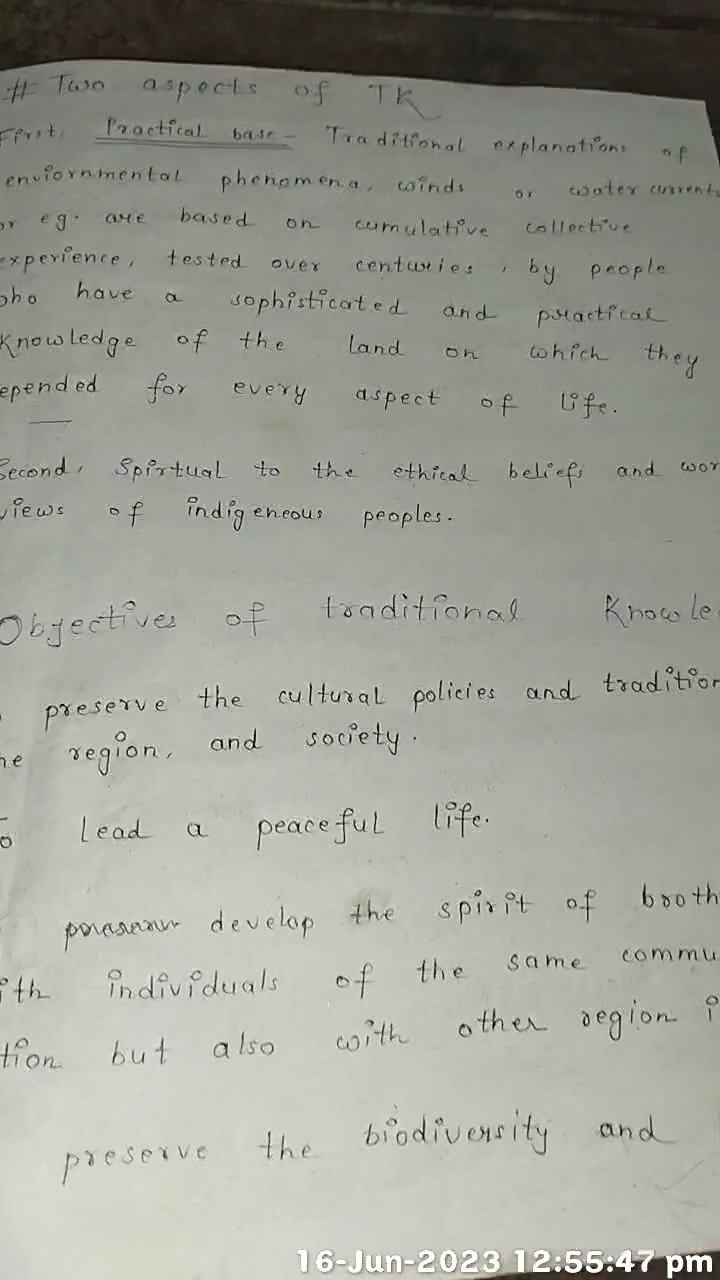 # Two aspects of TK
First, Practical base - Traditional explanations of
enviornmental phenomena, winds or water currents
or eg. are based on cumulative collective
experience, tested over centuries, by people
who have a sophisticated and practical
Knowledge of the land on which they
epended for every aspect of life.
Second, Spirtual to the ethical beliefs and wor
views of indigeneous peoples.
Objectives of traditional Knowle
preserve the cultural policies and tradition
he region, and society.
To lead a peaceful life.
develop the spirit of broth
ith individuals of the same commu
tion but also with other region i
preserve the biodiversity and
16-Jun-2023 12:55:47 pm